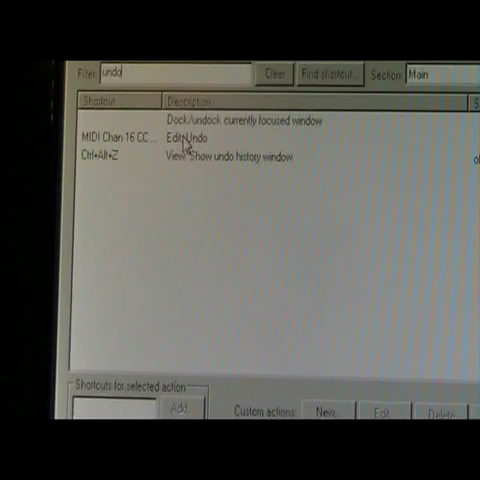 Filter: undo Clear Find shortcut... Section: Main
Shortcut Description S
Dock/undock currently focused window
MIDI Chan 16 CC ... Edit: Undo
Ctrl+Alt+Z View: Show undo history window
Shortcuts for selected action
Add Custom actions: New... Edit... Delete